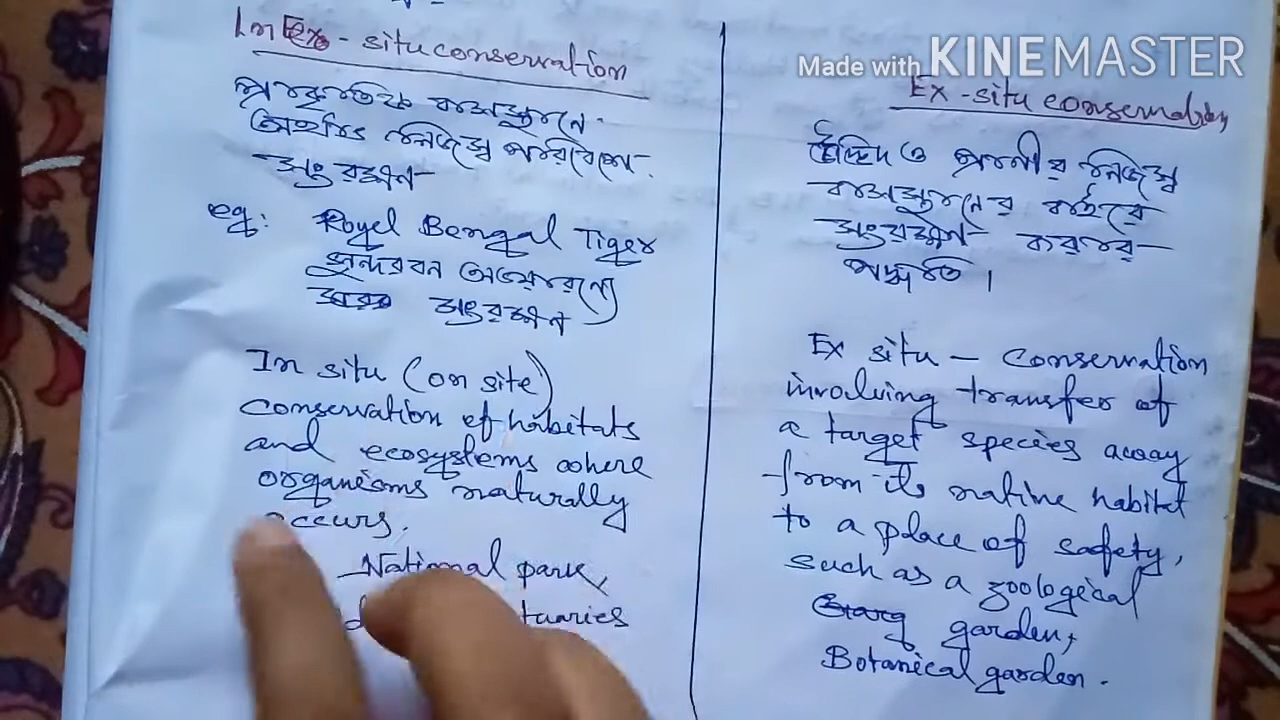 In - situ conservation
প্রাকৃতিক বাসস্থানে
অর্থাৎ নিজস্ব পরিবেশে
সংরক্ষণ
eg: Royel Bengal Tiger
সুন্দরবন অভয়ারণ্যে
সংরক্ষণ
In situ (on site)
conservation of habitats
and ecosystems where
organisms naturally
occurs.
National park,
tuaries
Made with KINEMASTER
Ex - situ conservation
উদ্ভিদ ও প্রাণীর নিজস্ব
বাসস্থানের বাইরে
সংরক্ষণ করার
পদ্ধতি ।
Ex situ - conservation
involving transfer of
a target species away
from its native habitat
to a place of safety,
such as a zoological
garden,
Botanical garden.